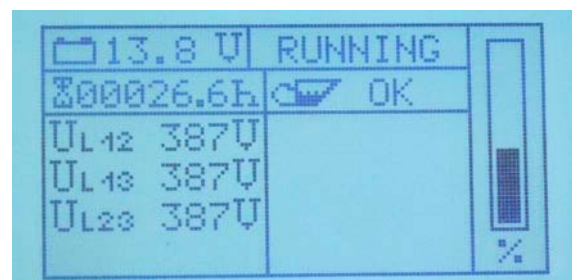 13.8 V RUNNING
00026.6h OK
UL12 387V
UL13 387V
UL23 387V
%